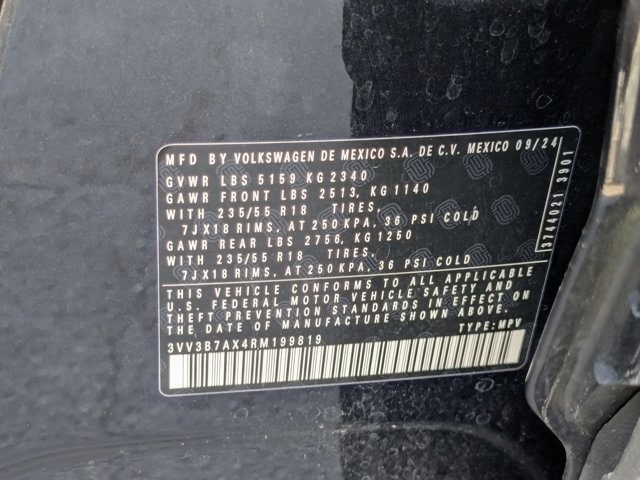 MFD BY VOLKSWAGEN DE MEXICO S.A. DE C.V. MEXICO 09/24
GVWR LBS 5159 KG 2340
GAWR FRONT LBS 2513, KG 1140
WITH 235/55 R18 TIRES,
7JX18 RIMS, AT 250 KPA, 36 PSI COLD
GAWR REAR LBS 2756, KG 1250
WITH 235/55 R18 TIRES,
7JX18 RIMS, AT 250 KPA, 36 PSI COLD
THIS VEHICLE CONFORMS TO ALL APPLICABLE
U.S. FEDERAL MOTOR VEHICLE SAFETY AND
THEFT PREVENTION STANDARDS IN EFFECT ON
THE DATE OF MANUFACTURE SHOWN ABOVE.
3VV3B7AX4RM199819 TYPE: MPV
3744021 3901